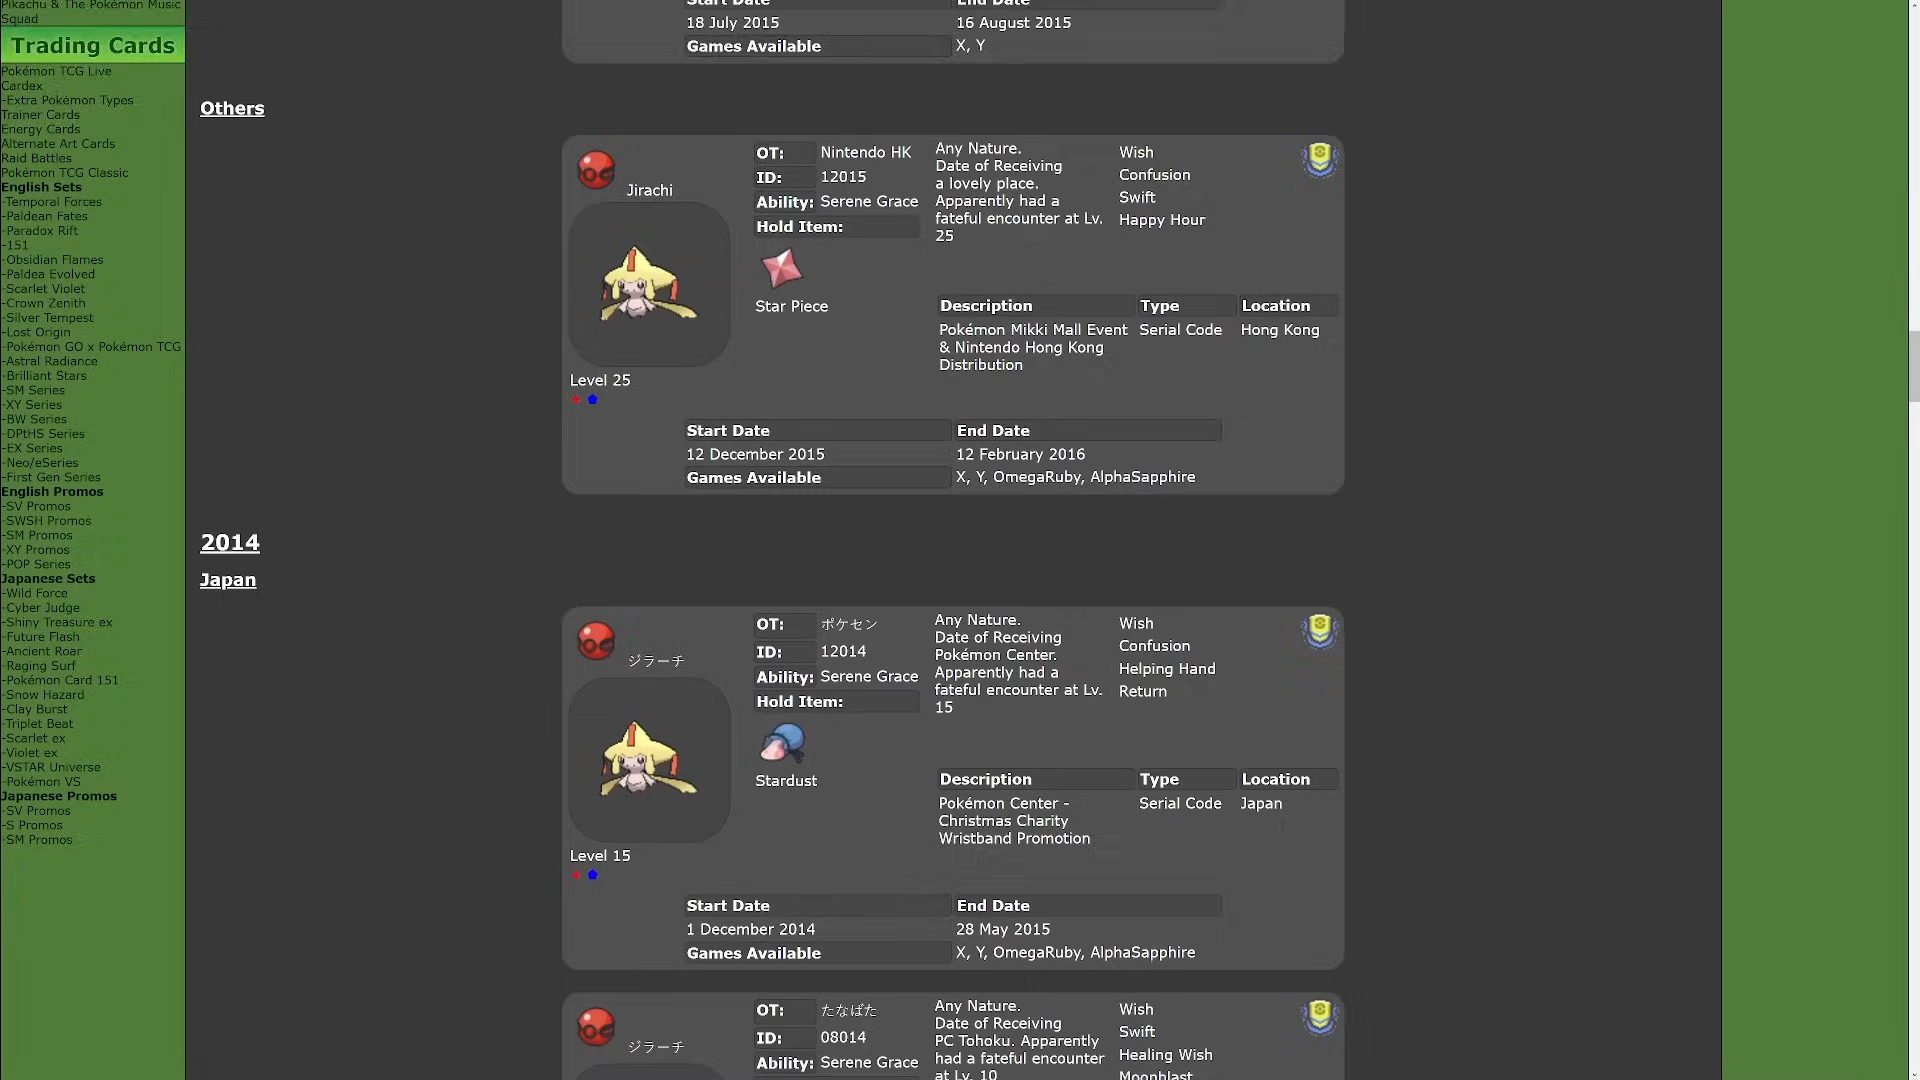 Pikachu & The Pokémon Music
Squad
Trading Cards
Pokémon TCG Live
Cardex
-Extra Pokémon Types
Trainer Cards
Energy Cards
Alternate Art Cards
Raid Battles
Pokémon TCG Classic
English Sets
-Temporal Forces
-Paldean Fates
-Paradox Rift
-151
-Obsidian Flames
-Paldea Evolved
-Scarlet Violet
-Crown Zenith
-Silver Tempest
-Lost Origin
-Pokémon GO x Pokémon TCG
-Astral Radiance
-Brilliant Stars
-SM Series
-XY Series
-BW Series
-DPtHS Series
-EX Series
-Neo/eSeries
-First Gen Series
English Promos
-SV Promos
-SWSH Promos
-SM Promos
-XY Promos
-POP Series
Japanese Sets
-Wild Force
-Cyber Judge
-Shiny Treasure ex
-Future Flash
-Ancient Roar
-Raging Surf
-Pokémon Card 151
-Snow Hazard
-Clay Burst
-Triplet Beat
-Scarlet ex
-Violet ex
-VSTAR Universe
-Pokémon VS
Japanese Promos
-SV Promos
-S Promos
-SM Promos
Start Date End Date
18 July 2015 16 August 2015
Games Available X, Y
Others
Jirachi
Level 25
OT: Nintendo HK
ID: 12015
Ability: Serene Grace
Hold Item:
Star Piece
Any Nature.
Date of Receiving
a lovely place.
Apparently had a
fateful encounter at Lv.
25
Wish
Confusion
Swift
Happy Hour
Description Type Location
Pokémon Mikki Mall Event Serial Code Hong Kong
& Nintendo Hong Kong
Distribution
Start Date End Date
12 December 2015 12 February 2016
Games Available X, Y, OmegaRuby, AlphaSapphire
2014
Japan
ジラーチ
Level 15
OT: ポケセン
ID: 12014
Ability: Serene Grace
Hold Item:
Stardust
Any Nature.
Date of Receiving
Pokémon Center.
Apparently had a
fateful encounter at Lv.
15
Wish
Confusion
Helping Hand
Return
Description Type Location
Pokémon Center - Serial Code Japan
Christmas Charity
Wristband Promotion
Start Date End Date
1 December 2014 28 May 2015
Games Available X, Y, OmegaRuby, AlphaSapphire
ジラーチ
OT: たなばた
ID: 08014
Ability: Serene Grace
Any Nature.
Date of Receiving
PC Tohoku. Apparently
had a fateful encounter
at Lv. 10
Wish
Swift
Healing Wish
Moonblast